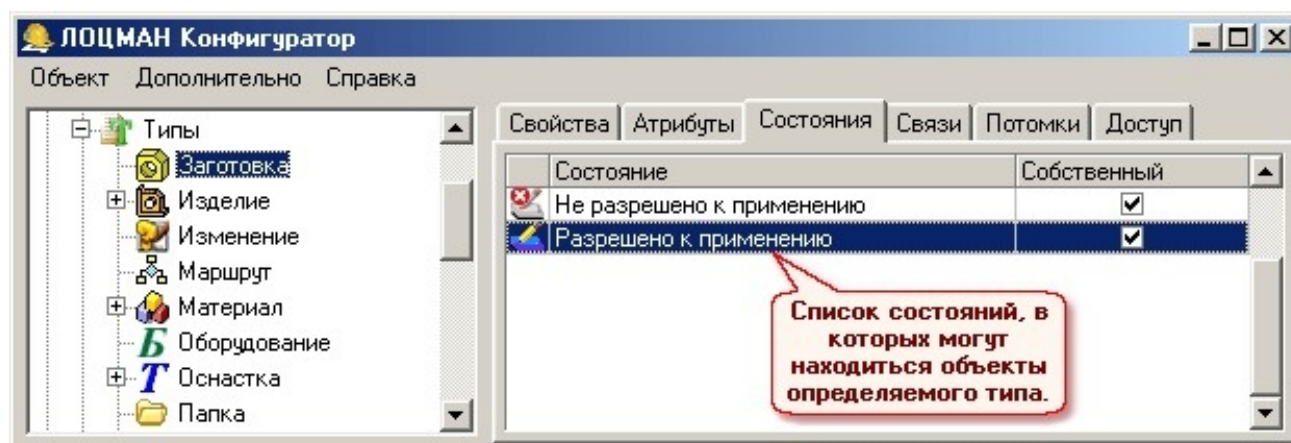 ЛОЦМАН Конфигуратор
Объект Дополнительно Справка
Типы
Заготовка
Изделие
Изменение
Маршрут
Материал
Оборудование
Оснастка
Папка
Свойства Атрибуты Состояния Связи Потомки Доступ
Состояние Собственный
Не разрешено к применению
Разрешено к применению
Список состояний, в
которых могут
находиться объекты
определяемого типа.